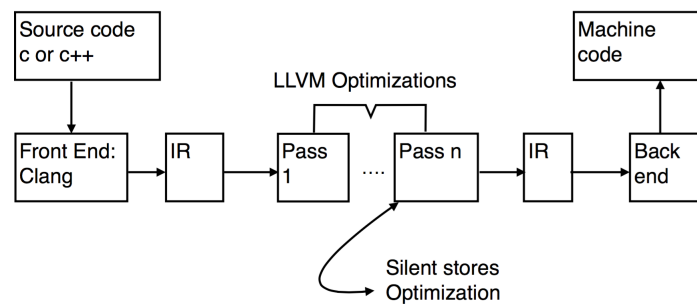 Source code
c or c++
Machine
code
LLVM Optimizations
Front End:
Clang
IR
Pass
1
....
Pass n
IR
Back
end
Silent stores
Optimization